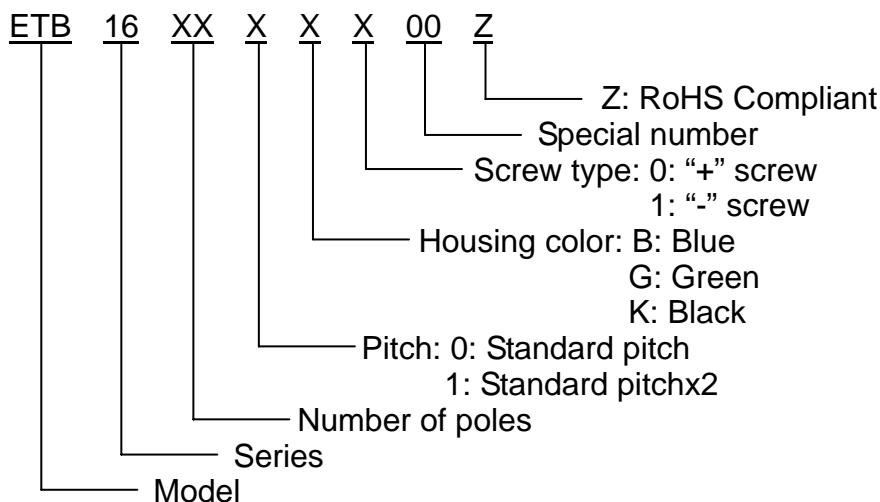 ETB 16 XX X X X 00 Z
Z: RoHS Compliant
Special number
Screw type: 0: “+” screw
1: “-” screw
Housing color: B: Blue
G: Green
K: Black
Pitch: 0: Standard pitch
1: Standard pitchx2
Number of poles
Series
Model